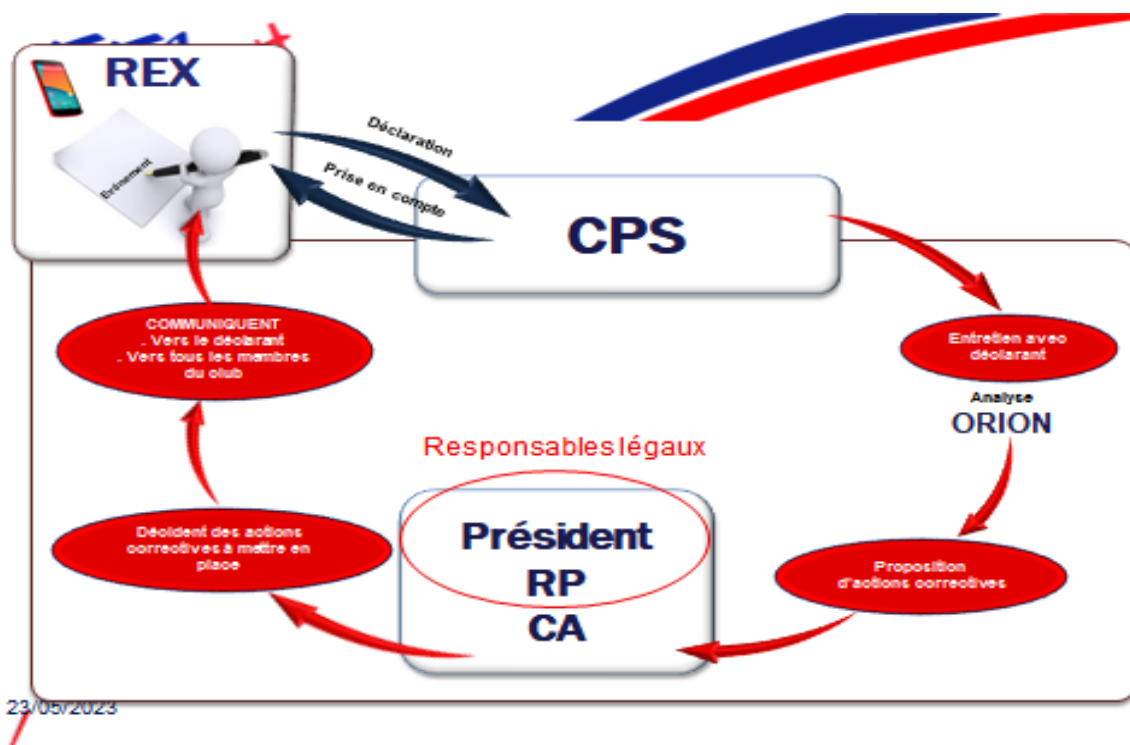 REX
Evénement
Déclaration
Prise en compte
CPS
COMMUNIQUENT
. Vers le déclarant
. Vers tous les membres
du club
Entretien avec
déclarant
Analyse
ORION
Responsables légaux
Président
RP
CA
Décident des actions
correctives à mettre en
place
Proposition
d'actions correctives
23/05/2023